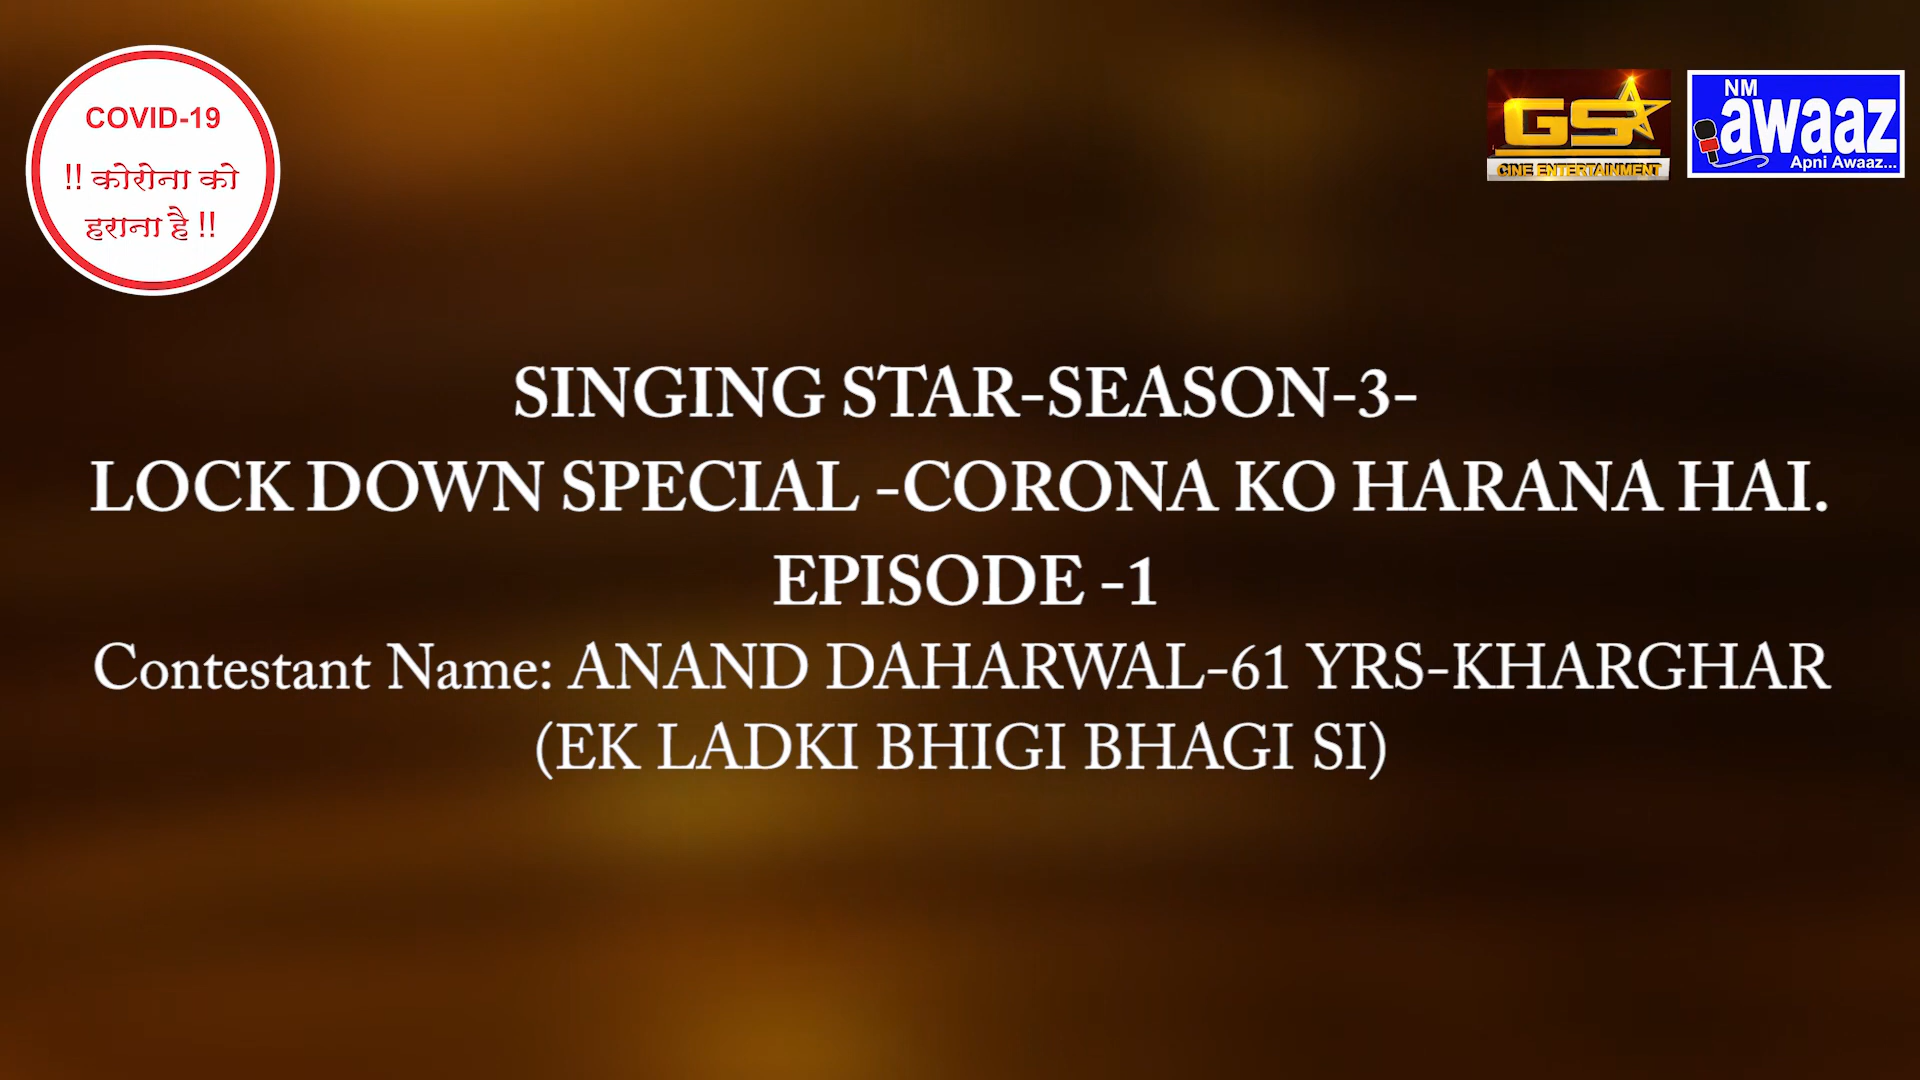 COVID-19
!! कोरोना को
हराना है !!
GS
CINE ENTERTAINMENT
NM
awaaz
Apni Awaaz...
SINGING STAR-SEASON-3-
LOCK DOWN SPECIAL -CORONA KO HARANA HAI.
EPISODE -1
Contestant Name: ANAND DAHARWAL-61 YRS-KHARGHAR
(EK LADKI BHIGI BHAGI SI)